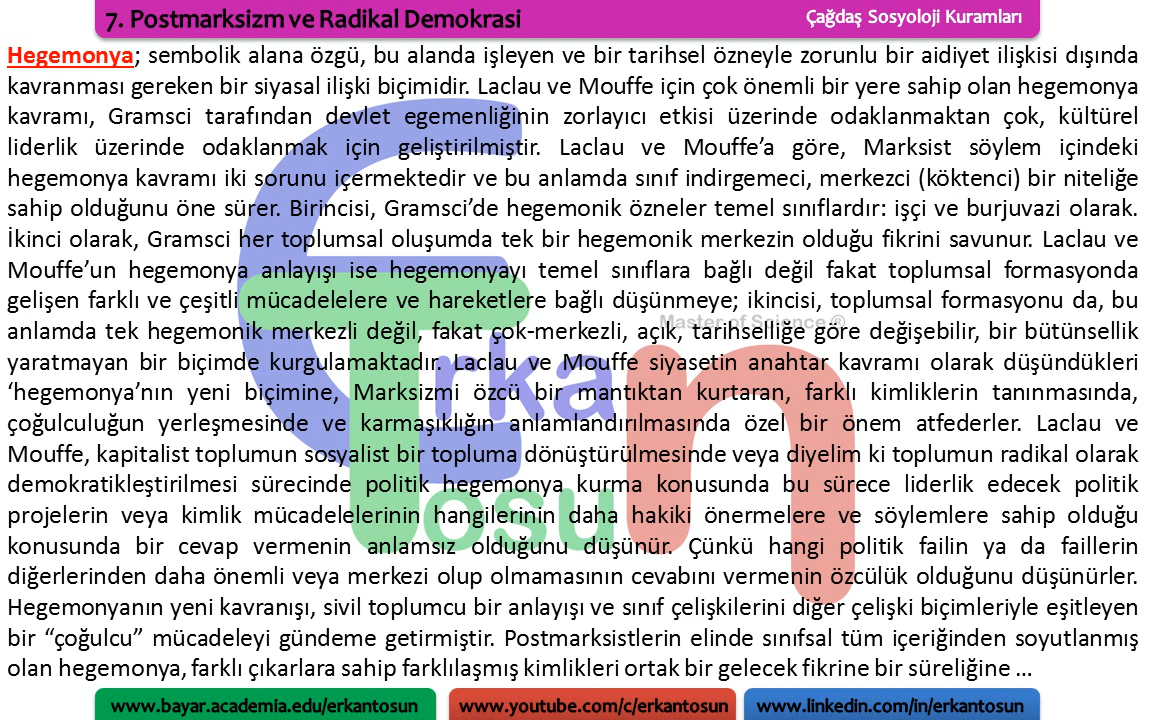 7. Postmarksizm ve Radikal Demokrasi
Çağdaş Sosyoloji Kuramları
Hegemonya; sembolik alana özgü, bu alanda işleyen ve bir tarihsel özneyle zorunlu bir aidiyet ilişkisi dışında
kavranması gereken bir siyasal ilişki biçimidir. Laclau ve Mouffe için çok önemli bir yere sahip olan hegemonya
kavramı, Gramsci tarafından devlet egemenliğinin zorlayıcı etkisi üzerinde odaklanmaktan çok, kültürel
liderlik üzerinde odaklanmak için geliştirilmiştir. Laclau ve Mouffe’a göre, Marksist söylem içindeki
hegemonya kavramı iki sorunu içermektedir ve bu anlamda sınıf indirgemeci, merkezci (köktenci) bir niteliğe
sahip olduğunu öne sürer. Birincisi, Gramsci’de hegemonik özneler temel sınıflardır: işçi ve burjuvazi olarak.
İkinci olarak, Gramsci her toplumsal oluşumda tek bir hegemonik merkezin olduğu fikrini savunur. Laclau ve
Mouffe’un hegemonya anlayışı ise hegemonyayı temel sınıflara bağlı değil fakat toplumsal formasyonda
gelişen farklı ve çeşitli mücadelelere ve hareketlere bağlı düşünmeye; ikincisi, toplumsal formasyonu da, bu
anlamda tek hegemonik merkezli değil, fakat çok-merkezli, açık, tarihselliğe göre değişebilir, bir bütünsellik
yaratmayan bir biçimde kurgulamaktadır. Laclau ve Mouffe siyasetin anahtar kavramı olarak düşündükleri
‘hegemonya’nın yeni biçimine, Marksizmi özcü bir mantıktan kurtaran, farklı kimliklerin tanınmasında,
çoğulculuğun yerleşmesinde ve karmaşıklığın anlamlandırılmasında özel bir önem atfederler. Laclau ve
Mouffe, kapitalist toplumun sosyalist bir topluma dönüştürülmesinde veya diyelim ki toplumun radikal olarak
demokratikleştirilmesi sürecinde politik hegemonya kurma konusunda bu sürece liderlik edecek politik
projelerin veya kimlik mücadelelerinin hangilerinin daha hakiki önermelere ve söylemlere sahip olduğu
konusunda bir cevap vermenin anlamsız olduğunu düşünür. Çünkü hangi politik failin ya da faillerin
diğerlerinden daha önemli veya merkezi olup olmamasının cevabını vermenin özcülük olduğunu düşünürler.
Hegemonyanın yeni kavranışı, sivil toplumcu bir anlayışı ve sınıf çelişkilerini diğer çelişki biçimleriyle eşitleyen
bir “çoğulcu” mücadeleyi gündeme getirmiştir. Postmarksistlerin elinde sınıfsal tüm içeriğinden soyutlanmış
olan hegemonya, farklı çıkarlara sahip farklılaşmış kimlikleri ortak bir gelecek fikrine bir süreliğine ...
Master of Science ®
Erkan
Tosun
www.bayar.academia.edu/erkantosun
www.youtube.com/c/erkantosun
www.linkedin.com/in/erkantosun